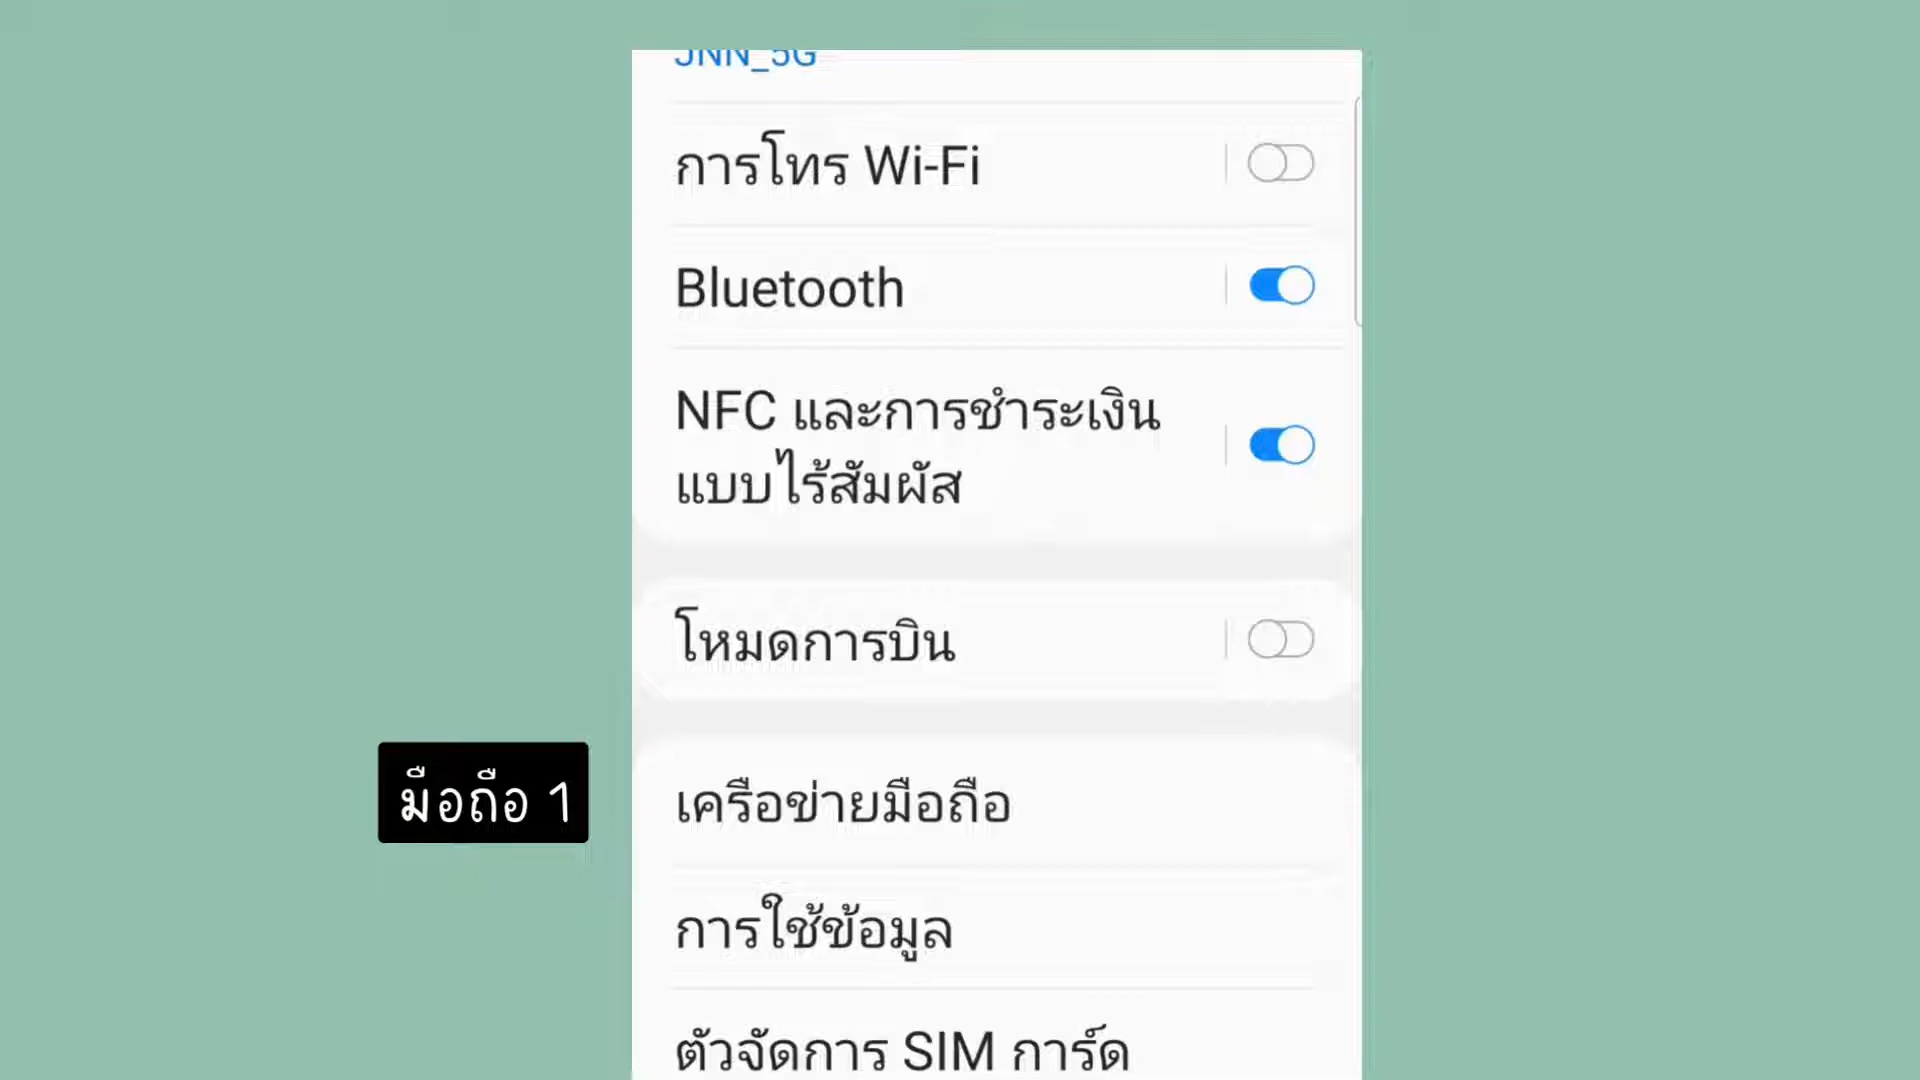 JNN_5G
การโทร Wi-Fi
Bluetooth
NFC และการชำระเงิน
แบบไร้สัมผัส
โหมดการบิน
มือถือ 1
เครือข่ายมือถือ
การใช้ข้อมูล
ตัวจัดการ SIM การ์ด